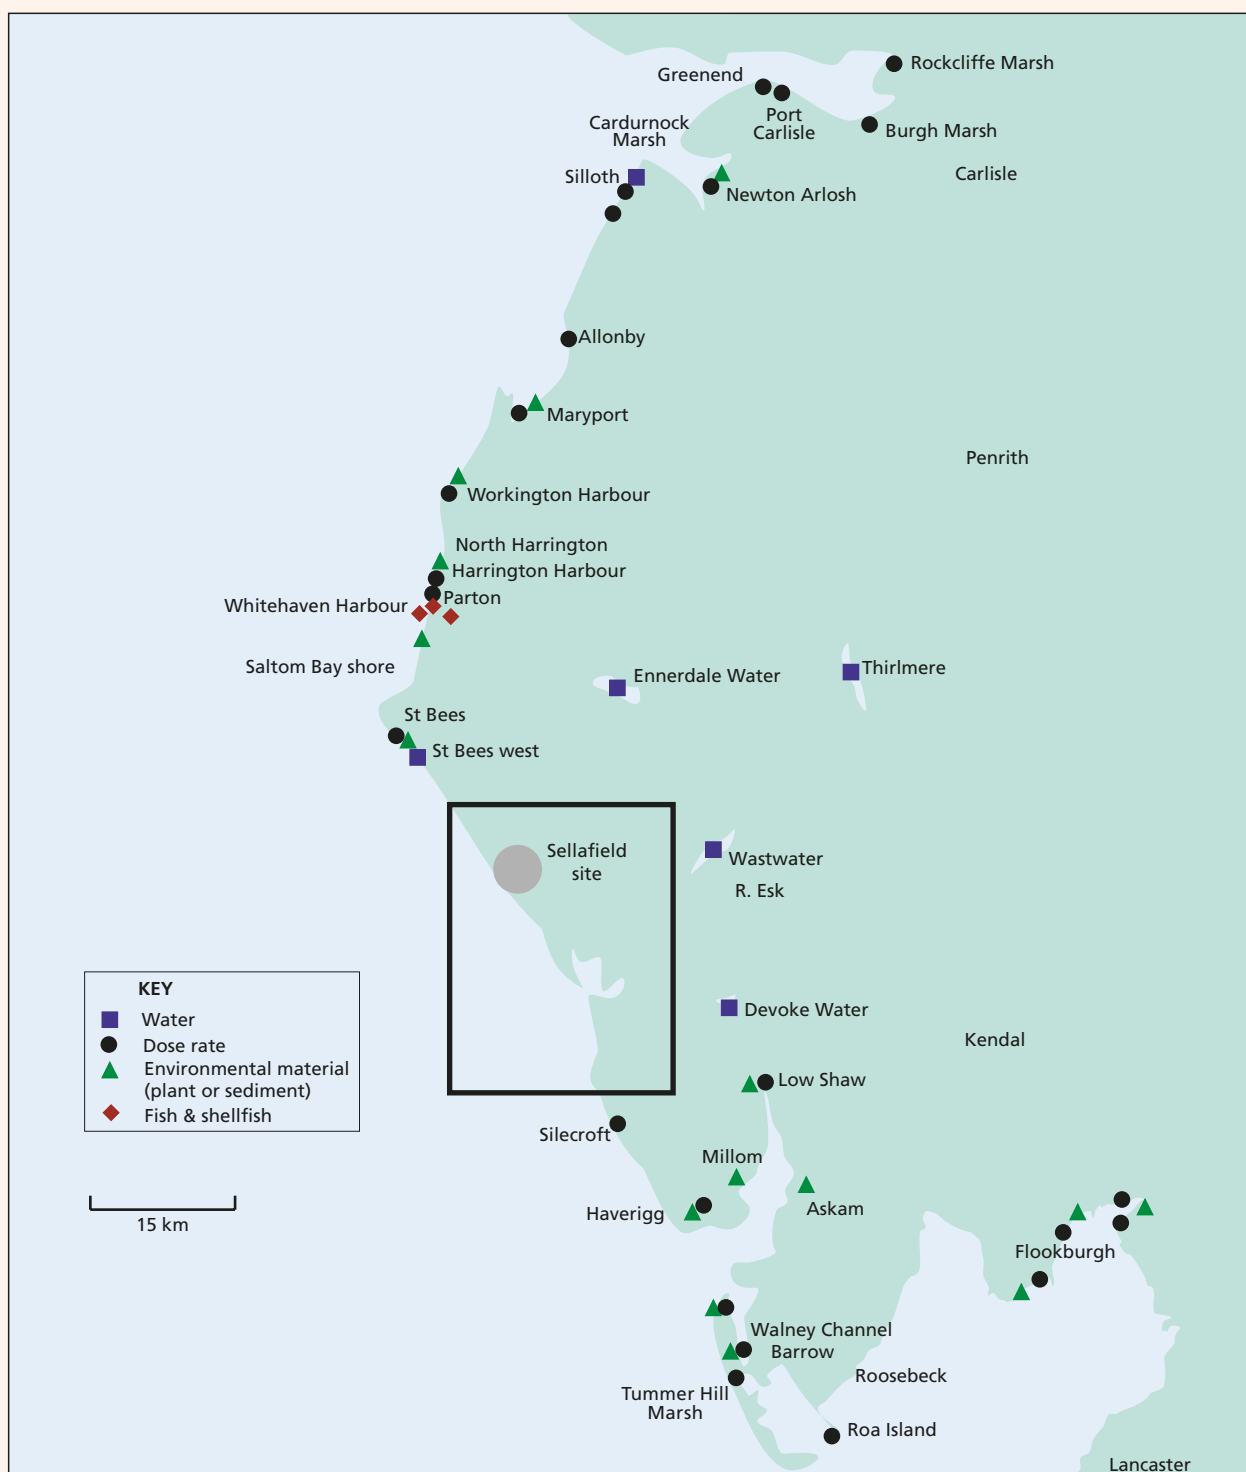 Rockcliffe Marsh
Greenend
Port
Carlisle
Cardurnock
Marsh
Burgh Marsh
Carlisle
Silloth
Newton Arlosh
Allonby
Maryport
Penrith
Workington Harbour
North Harrington
Harrington Harbour
Parton
Whitehaven Harbour
Saltom Bay shore
Ennerdale Water
Thirlmere
St Bees
St Bees west
Sellafield
site
Wastwater
R. Esk
KEY
Water
Dose rate
Environmental material
(plant or sediment)
Fish & shellfish
Devoke Water
Kendal
Low Shaw
Silecroft
Millom
15 km
Haverigg
Askam
Flookburgh
Walney Channel
Barrow
Roosebeck
Tummer Hill
Marsh
Roa Island
Lancaster